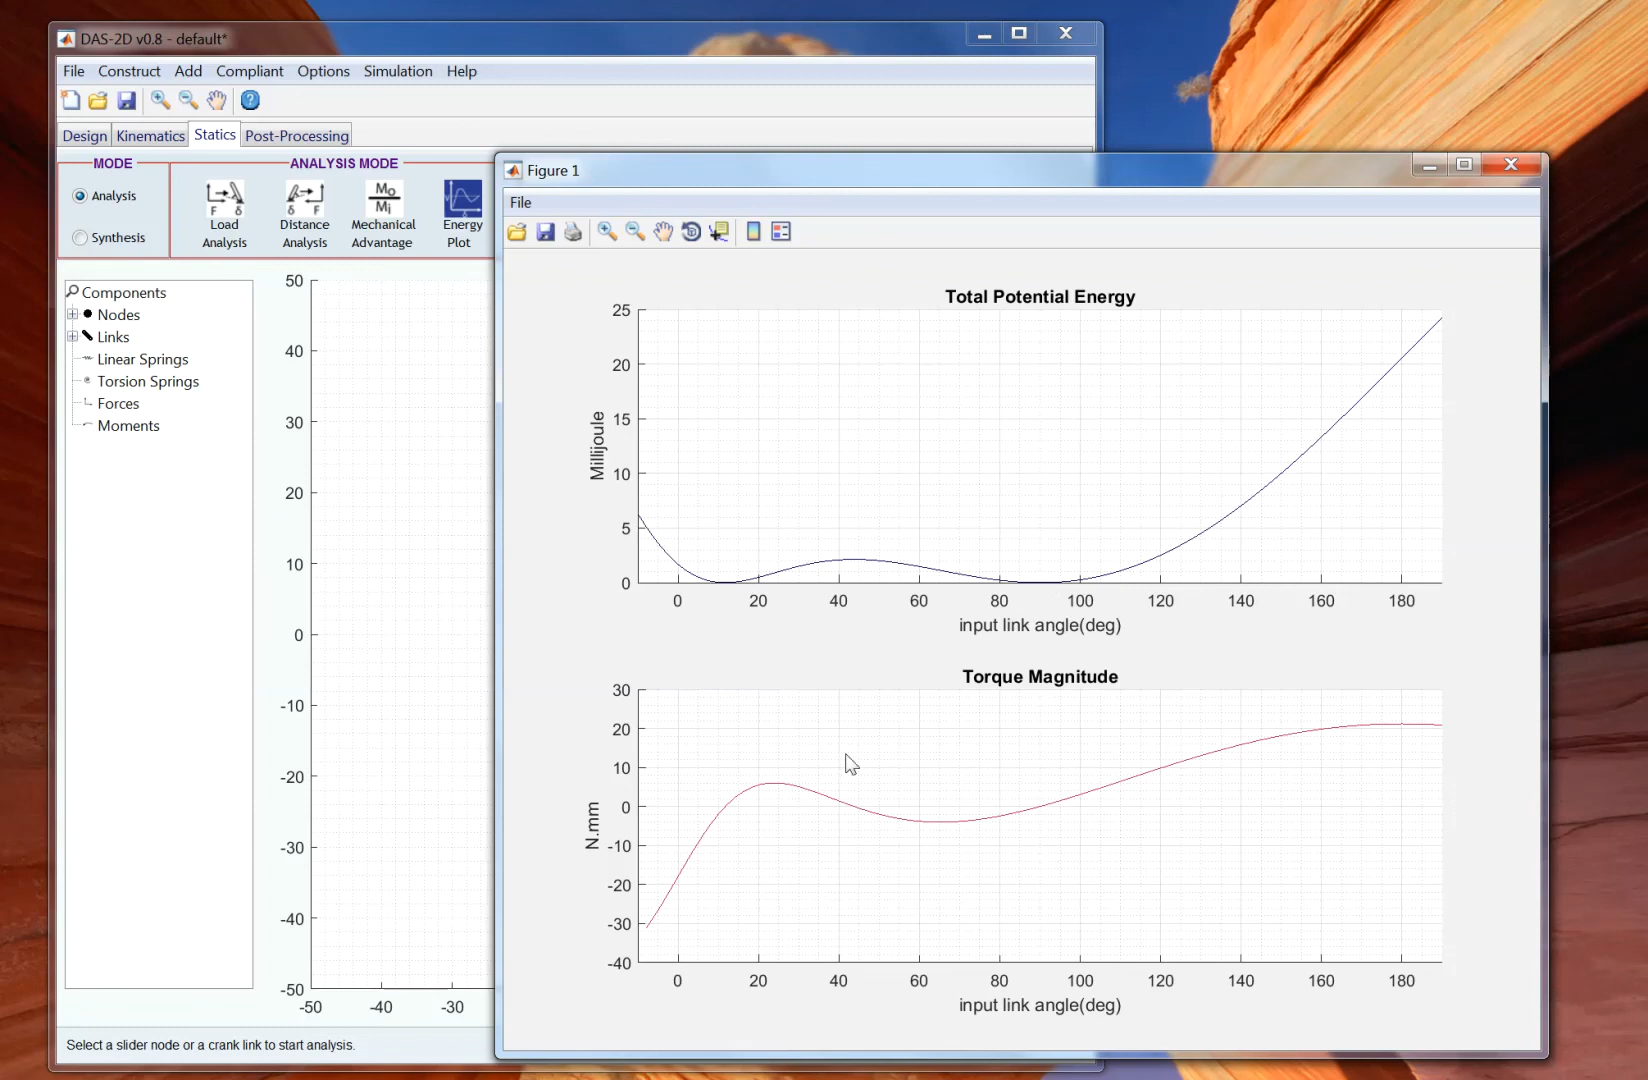 DAS-2D v0.8 - default*
File Construct Add Compliant Options Simulation Help
Design Kinematics Statics Post-Processing
MODE
Analysis
Synthesis
ANALYSIS MODE
F δ
Load
Analysis
δ F
Distance
Analysis
Mo
Mi
Mechanical
Advantage
Energy
Plot
Components
Nodes
Links
Linear Springs
Torsion Springs
Forces
Moments
50
40
30
20
10
0
-10
-20
-30
-40
-50
-50 -40 -30
Select a slider node or a crank link to start analysis.
Figure 1
File
Total Potential Energy
25
20
15
10
5
0
Millijoule
0 20 40 60 80 100 120 140 160 180
input link angle(deg)
Torque Magnitude
30
20
10
0
-10
-20
-30
-40
N.mm
0 20 40 60 80 100 120 140 160 180
input link angle(deg)